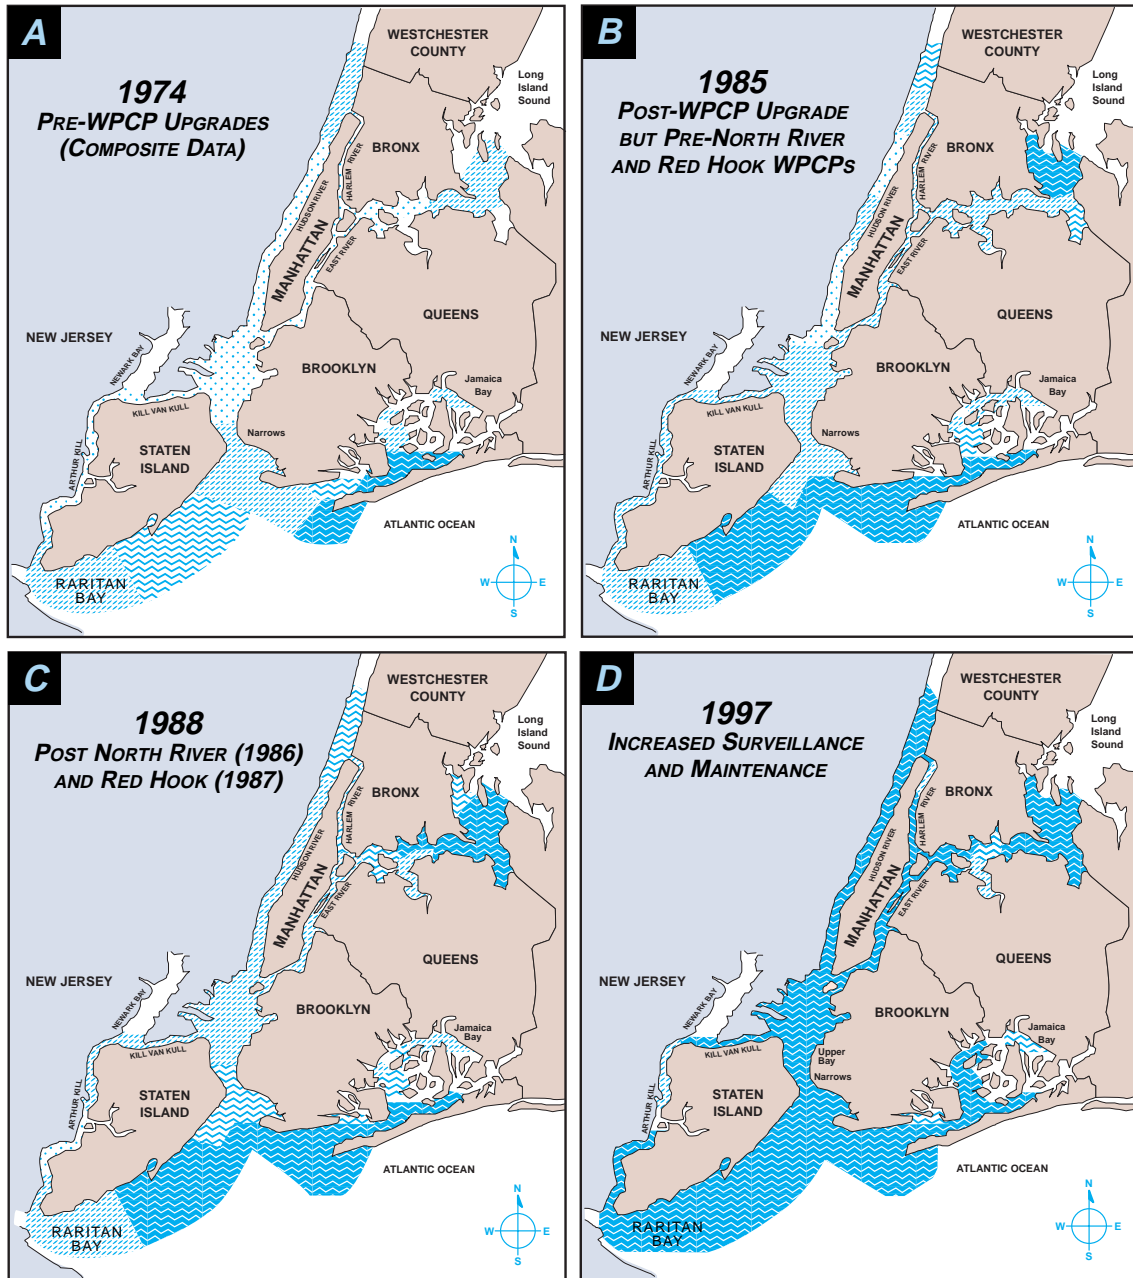 A
1974
PRE-WPCP UPGRADES
(COMPOSITE DATA)
WESTCHESTER
COUNTY
Long
Island
Sound
BRONX
HARLEM RIVER
HUDSON RIVER
MANHATTAN
EAST RIVER
QUEENS
NEW JERSEY
NEWARK BAY
BROOKLYN
Jamaica
Bay
KILL VAN KULL
Narrows
STATEN
ISLAND
ARTHUR KILL
ATLANTIC OCEAN
RARITAN
BAY
N
W
E
S
B
1985
POST-WPCP UPGRADE
BUT PRE-NORTH RIVER
AND RED HOOK WPCPS
WESTCHESTER
COUNTY
Long
Island
Sound
BRONX
HARLEM RIVER
HUDSON RIVER
MANHATTAN
EAST RIVER
QUEENS
NEW JERSEY
NEWARK BAY
BROOKLYN
Jamaica
Bay
KILL VAN KULL
Narrows
STATEN
ISLAND
ARTHUR KILL
ATLANTIC OCEAN
RARITAN
BAY
N
W
E
S
C
1988
POST NORTH RIVER (1986)
AND RED HOOK (1987)
WESTCHESTER
COUNTY
Long
Island
Sound
BRONX
HARLEM RIVER
HUDSON RIVER
MANHATTAN
EAST RIVER
QUEENS
NEW JERSEY
NEWARK BAY
BROOKLYN
Jamaica
Bay
KILL VAN KULL
STATEN
ISLAND
ARTHUR KILL
ATLANTIC OCEAN
RARITAN
BAY
N
W
E
S
D
1997
INCREASED SURVEILLANCE
AND MAINTENANCE
WESTCHESTER
COUNTY
Long
Island
Sound
BRONX
HARLEM RIVER
HUDSON RIVER
MANHATTAN
EAST RIVER
QUEENS
NEW JERSEY
NEWARK BAY
BROOKLYN
Jamaica
Bay
KILL VAN KULL
Upper
Bay
Narrows
STATEN
ISLAND
ARTHUR KILL
ATLANTIC OCEAN
RARITAN
BAY
N
W
E
S